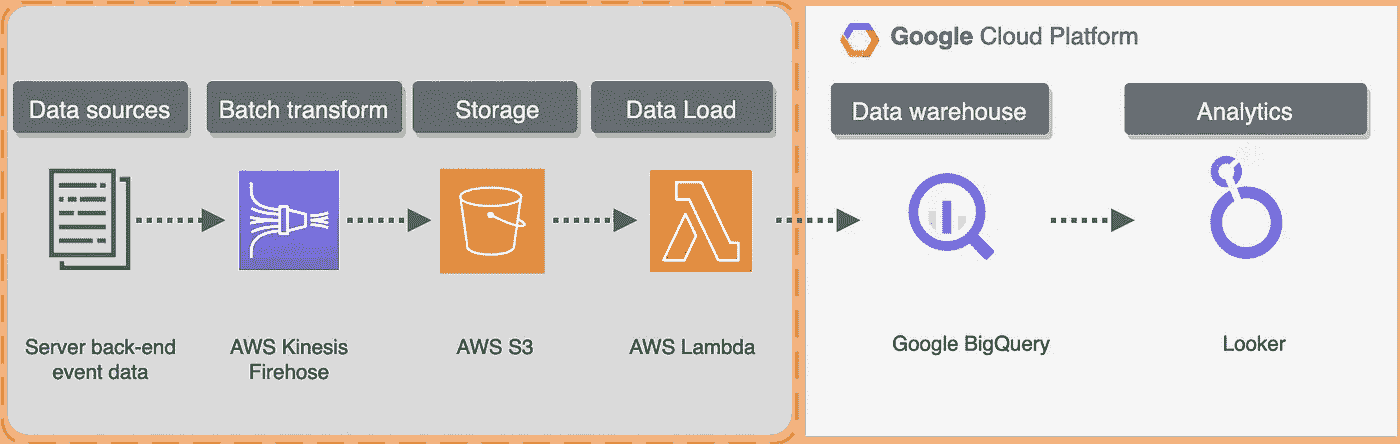 Google Cloud Platform
Data sources
Batch transform
Storage
Data Load
Data warehouse
Analytics
Server back-end
event data
AWS Kinesis
Firehose
AWS S3
AWS Lambda
Google BigQuery
Looker